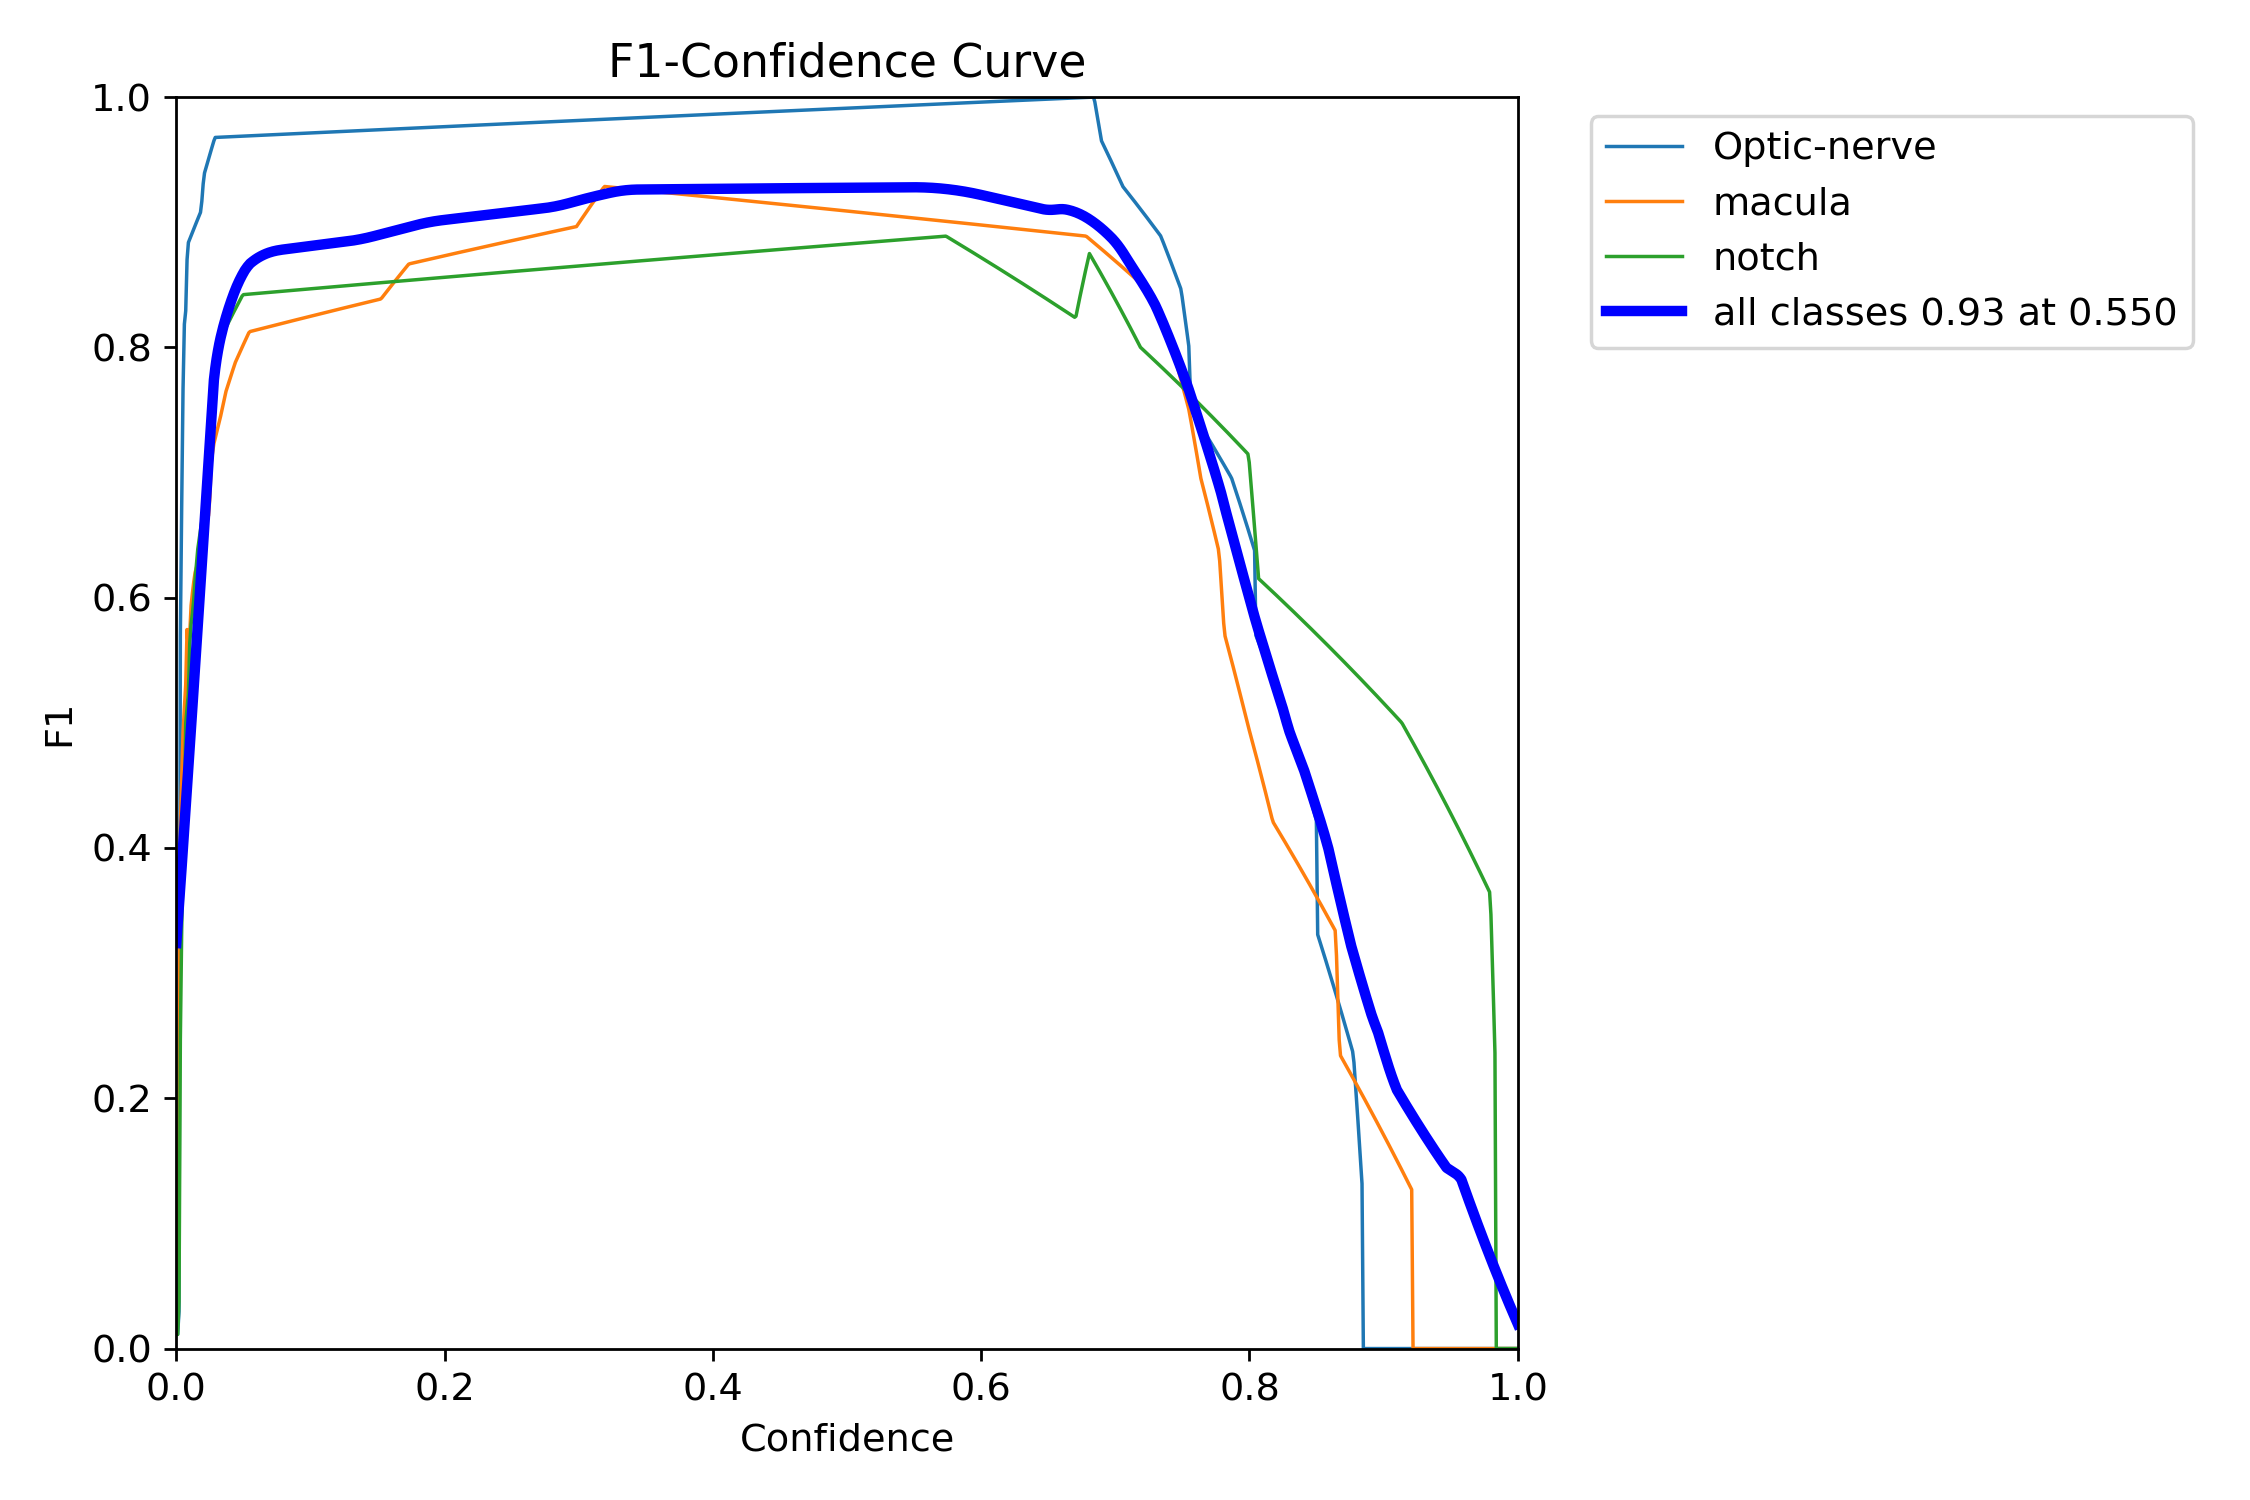 F1-Confidence Curve
1.0
0.8
0.6
0.4
0.2
0.0
F1
0.0 0.2 0.4 0.6 0.8 1.0
Confidence
Optic-nerve
macula
notch
all classes 0.93 at 0.550